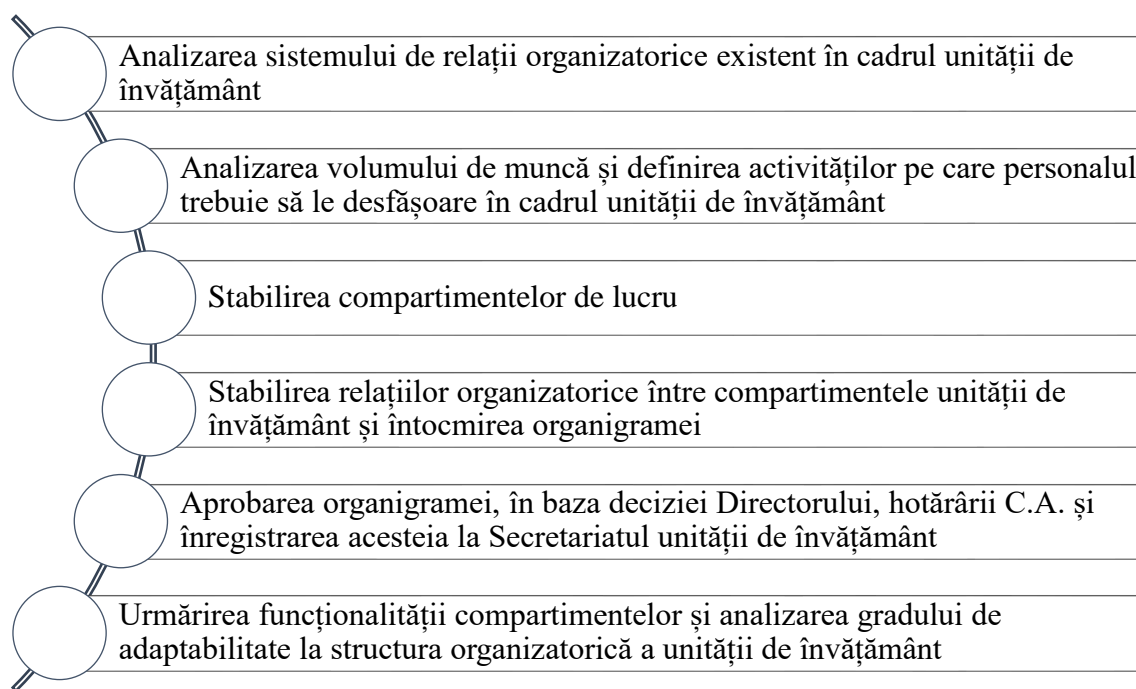 Analizarea sistemului de relații organizatorice existent în cadrul unității de
învățământ
Analizarea volumului de muncă și definirea activităților pe care personalul
trebuie să le desfășoare în cadrul unității de învățământ
Stabilirea compartimentelor de lucru
Stabilirea relațiilor organizatorice între compartimentele unității de
învățământ și întocmirea organigramei
Aprobarea organigramei, în baza deciziei Directorului, hotărârii C.A. și
înregistrarea acesteia la Secretariatul unității de învățământ
Urmărirea funcționalității compartimentelor și analizarea gradului de
adaptabilitate la structura organizatorică a unității de învățământ